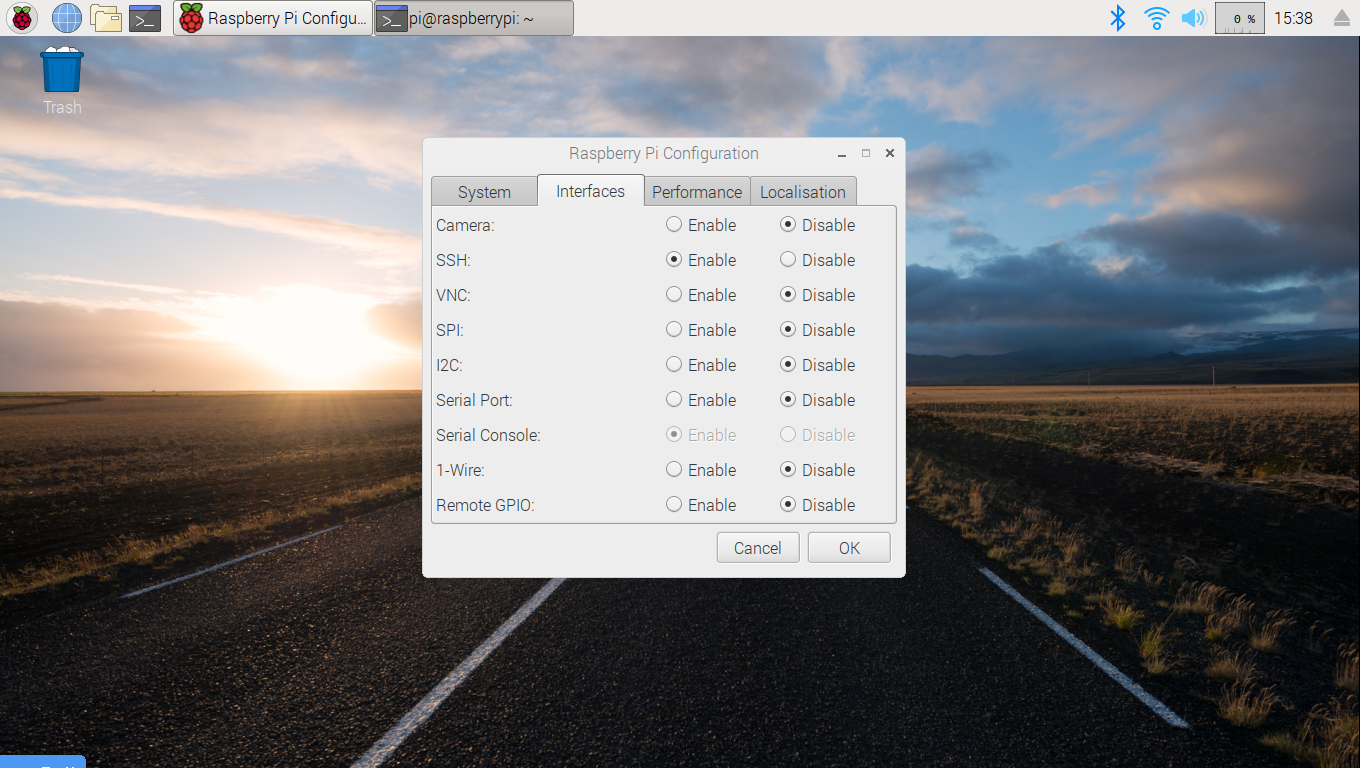 Raspberry Pi Configu... pi@raspberrypi: ~ 0 % 15:38
Trash
Raspberry Pi Configuration
System Interfaces Performance Localisation
Camera: Enable Disable
SSH: Enable Disable
VNC: Enable Disable
SPI: Enable Disable
I2C: Enable Disable
Serial Port: Enable Disable
Serial Console: Enable Disable
1-Wire: Enable Disable
Remote GPIO: Enable Disable
Cancel OK